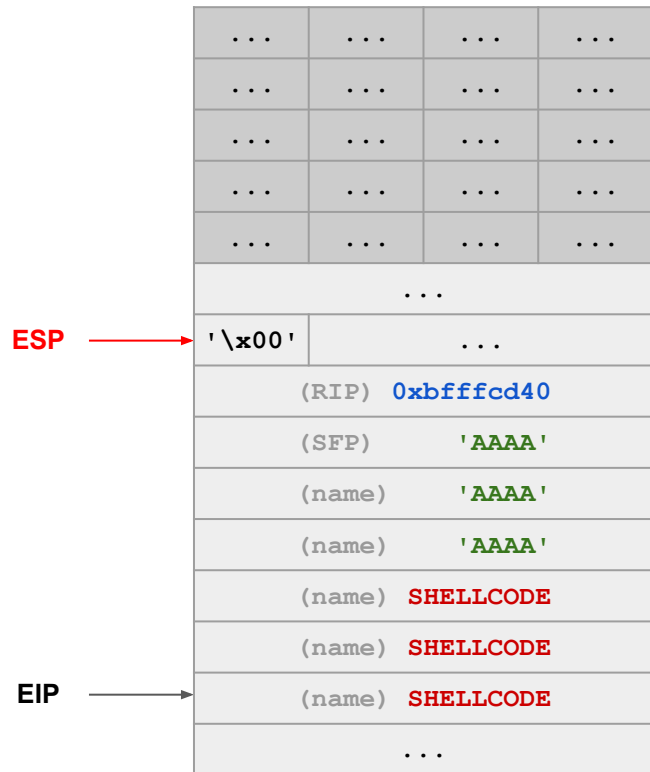 ... ... ... ...
... ... ... ...
... ... ... ...
... ... ... ...
... ... ... ...
...
ESP '\x00' ...
(RIP) 0xbfffcd40
(SFP) 'AAAA'
(name) 'AAAA'
(name) 'AAAA'
(name) SHELLCODE
(name) SHELLCODE
EIP (name) SHELLCODE
...